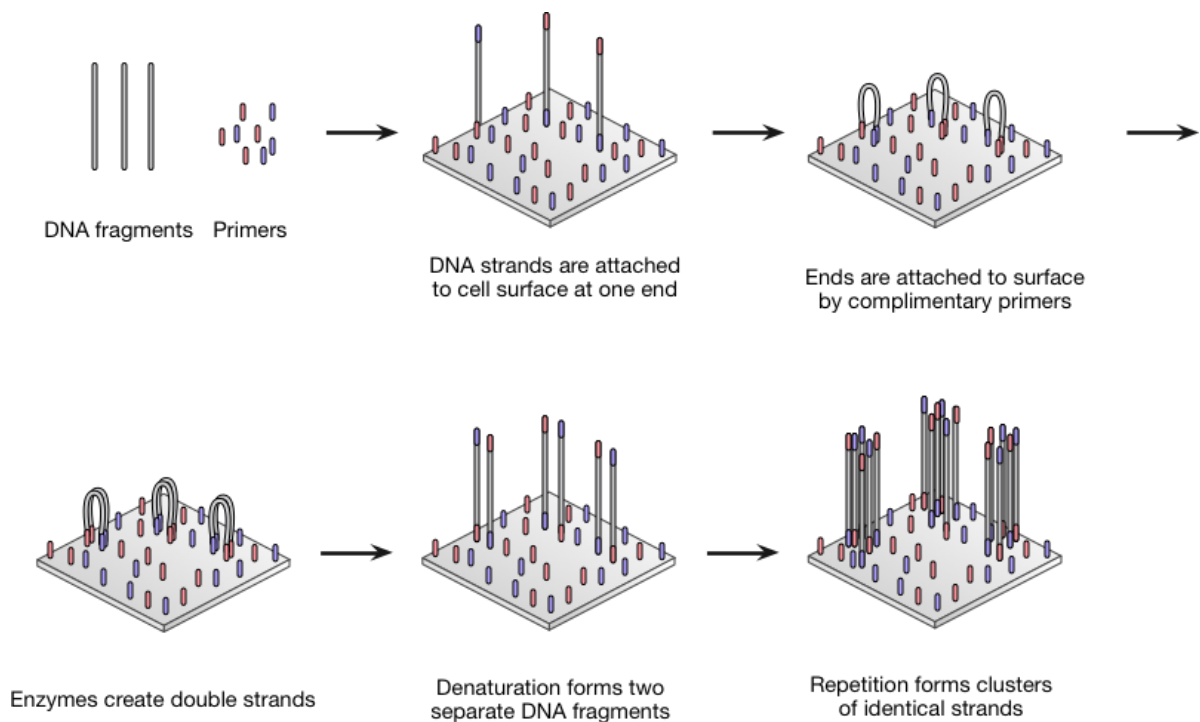 DNA fragments
Primers
DNA strands are attached
to cell surface at one end
Ends are attached to surface
by complimentary primers
Enzymes create double strands
Denaturation forms two
separate DNA fragments
Repetition forms clusters
of identical strands